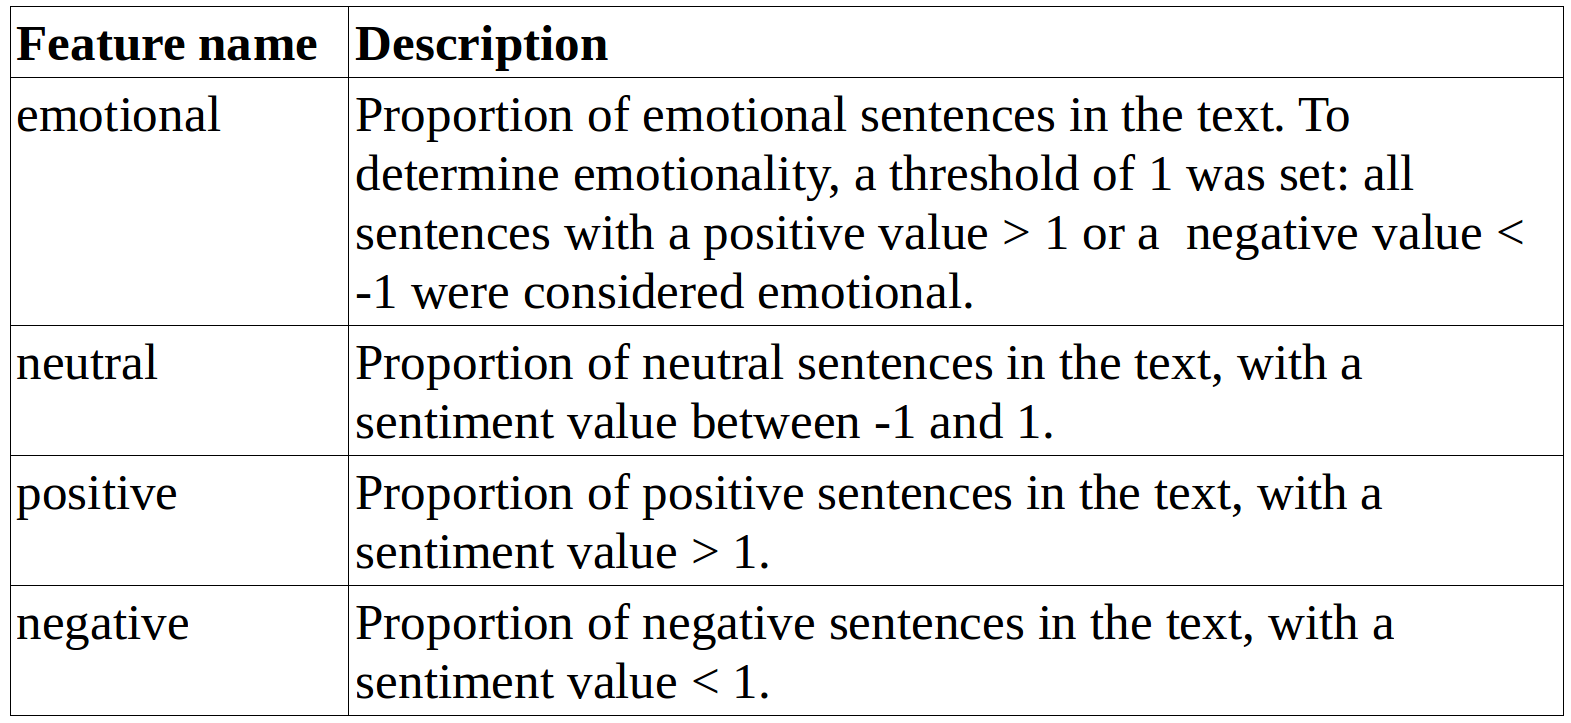 Feature name Description
emotional Proportion of emotional sentences in the text. To
determine emotionality, a threshold of 1 was set: all
sentences with a positive value > 1 or a  negative value <
-1 were considered emotional.
neutral Proportion of neutral sentences in the text, with a
sentiment value between -1 and 1.
positive Proportion of positive sentences in the text, with a
sentiment value > 1.
negative Proportion of negative sentences in the text, with a
sentiment value < 1.